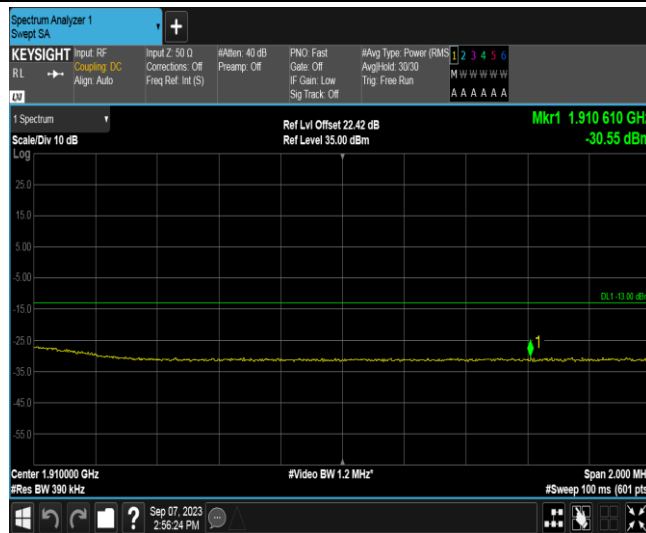 Spectrum Analyzer 1
Swept SA
+
KEYSIGHT
RL
Input: RF
Coupling: DC
Align: Auto
Input Z: 50 Ω
Corrections: Off
Freq Ref: Int (S)
#Atten: 40 dB
Preamp: Off
PNO: Fast
Gate: Off
IF Gain: Low
Sig Track: Off
#Avg Type: Power (RMS
Avg|Hold: 30/30
Trig: Free Run
1 2 3 4 5 6
M W W W W W
A A A A A A
1 Spectrum
Scale/Div 10 dB
Ref Lvl Offset 22.42 dB
Ref Level 35.00 dBm
Mkr1 1.910 610 GHz
-30.55 dBm
Log
25.0
15.0
5.00
-5.00
-15.0
-25.0
-35.0
-45.0
-55.0
DL1 -13.00 dBm
1
Center 1.910000 GHz
#Res BW 390 kHz
#Video BW 1.2 MHz*
Span 2.000 MH
#Sweep 100 ms (601 pts
?
Sep 07, 2023
2:56:24 PM